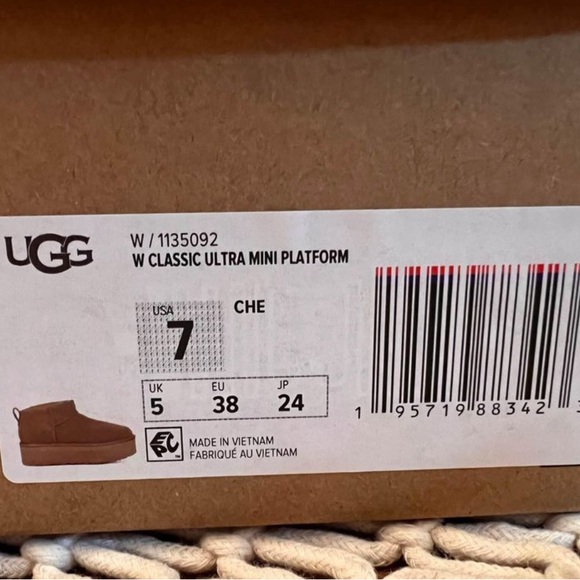 UGG
W / 1135092
W CLASSIC ULTRA MINI PLATFORM
USA
7
CHE
UK EU JP
5 38 24
EPC
MADE IN VIETNAM
FABRIQUÉ AU VIETNAM
1 95719 88342